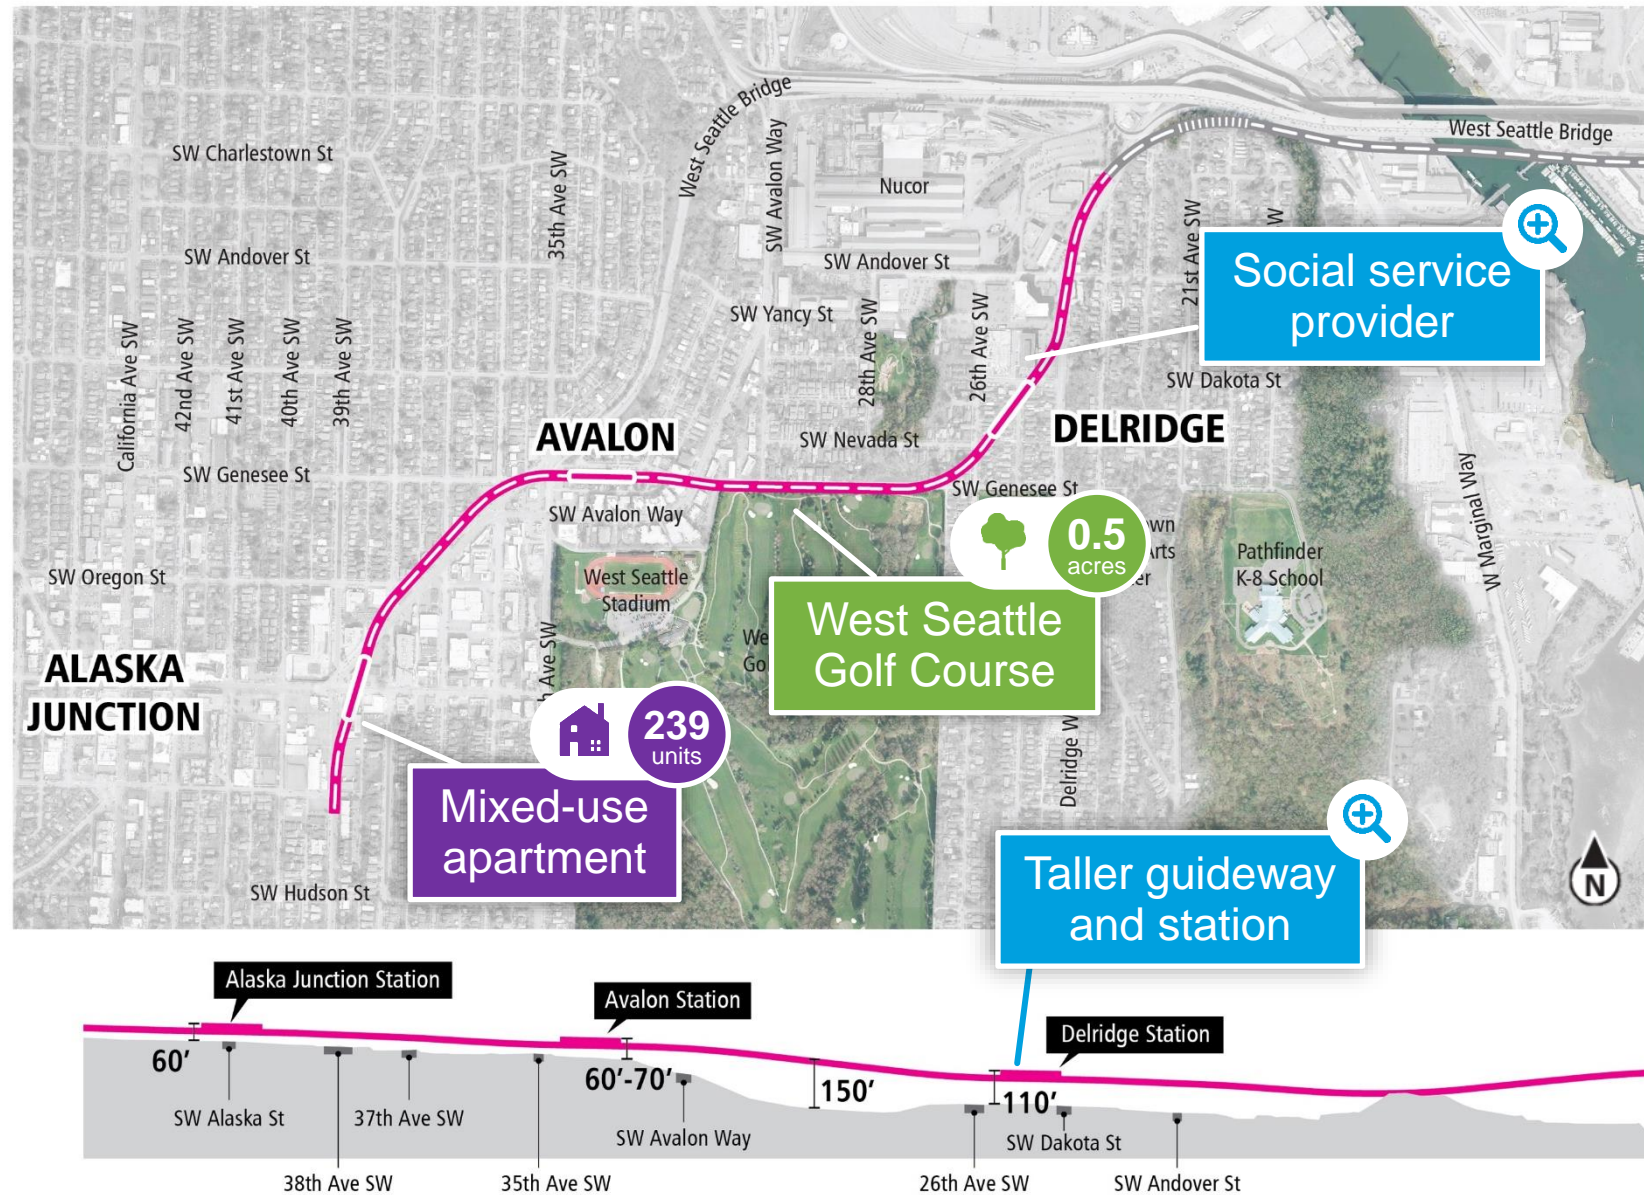 West Seattle Bridge
West Seattle Bridge
SW Charlestown St
35th Ave SW
SW Avalon Way
Nucor
SW Andover St
SW Andover St
21st Ave SW
SW
Social service
provider
SW Yancy St
28th Ave SW
26th Ave SW
California Ave SW
42nd Ave SW
41st Ave SW
40th Ave SW
39th Ave SW
SW Dakota St
AVALON
SW Nevada St
DELRIDGE
SW Genesee St
SW Genesee St
SW Avalon Way
0.5
acres
Pathfinder
K-8 School
W Marginal Way
SW Oregon St
West Seattle
Stadium
West Seattle
Golf Course
Ave SW
ALASKA
JUNCTION
239
units
Mixed-use
apartment
Delridge W
SW Hudson St
Taller guideway
and station
N
Alaska Junction Station
Avalon Station
Delridge Station
60’
60’-70’
150’
110’
SW Alaska St
37th Ave SW
SW Avalon Way
SW Dakota St
38th Ave SW
35th Ave SW
26th Ave SW
SW Andover St